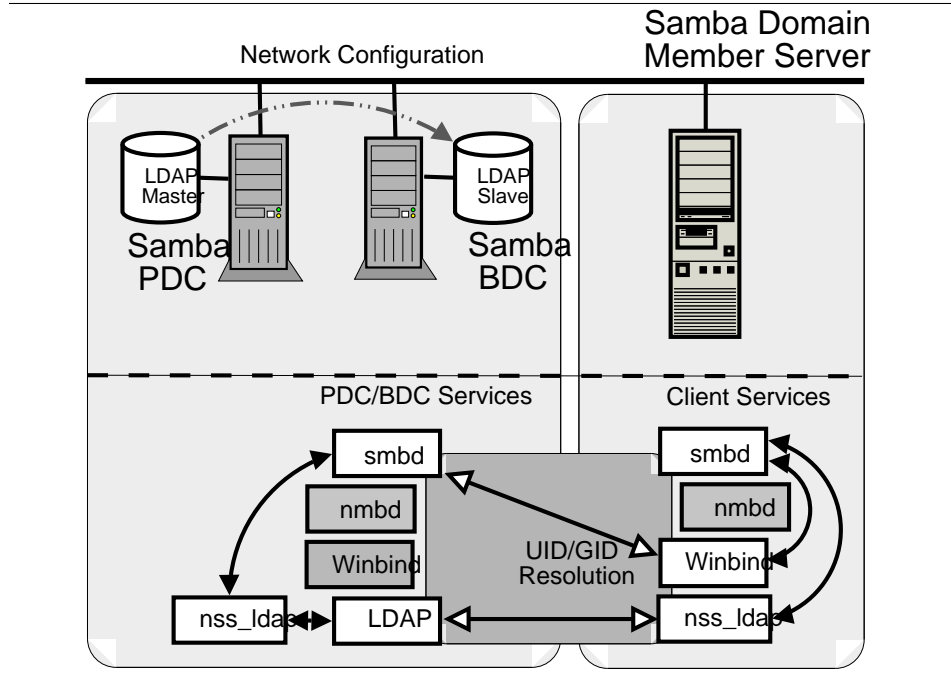 Samba Domain
Member Server
Network Configuration
LDAP
Master
LDAP
Slave
Samba
PDC
Samba
BDC
PDC/BDC Services
Client Services
smbd
smbd
nmbd
nmbd
Winbind
UID/GID
Resolution
Winbind
nss_ldap
LDAP
nss_ldap